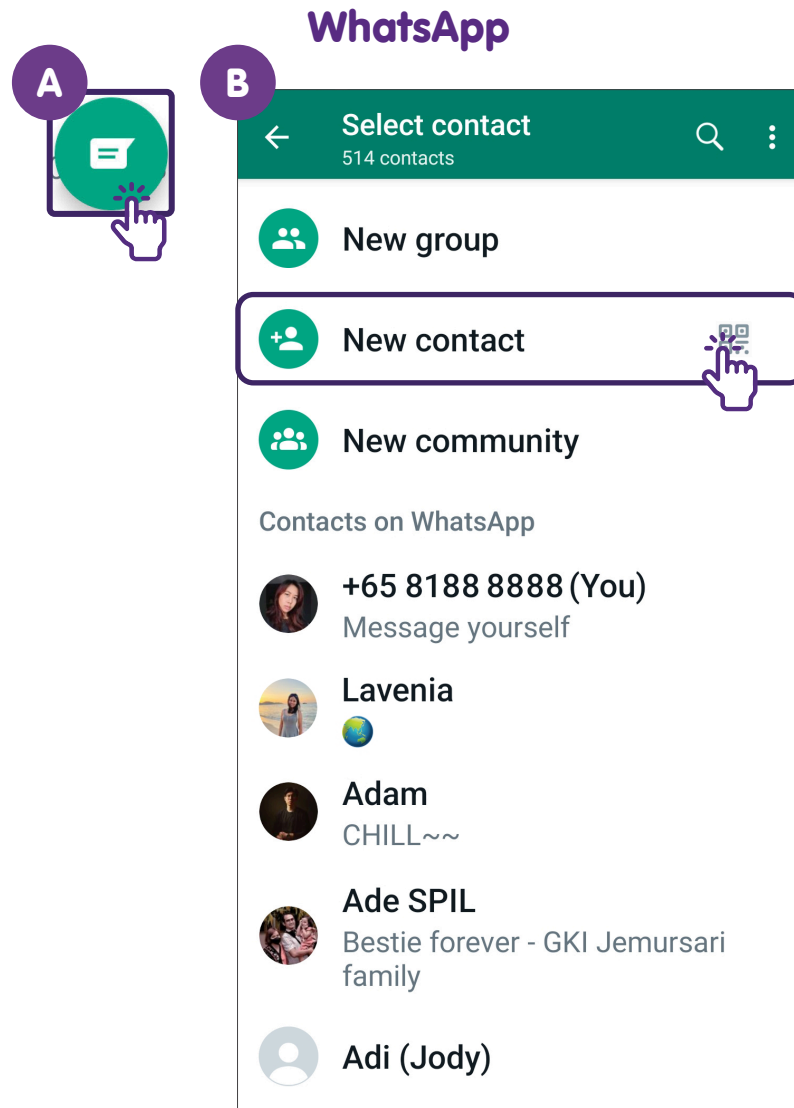 WhatsApp
A
B
Select contact
514 contacts
New group
New contact
New community
Contacts on WhatsApp
+65 8188 8888 (You)
Message yourself
Lavenia
🌏
Adam
CHILL~~
Ade SPIL
Bestie forever - GKI Jemursari
family
Adi (Jody)